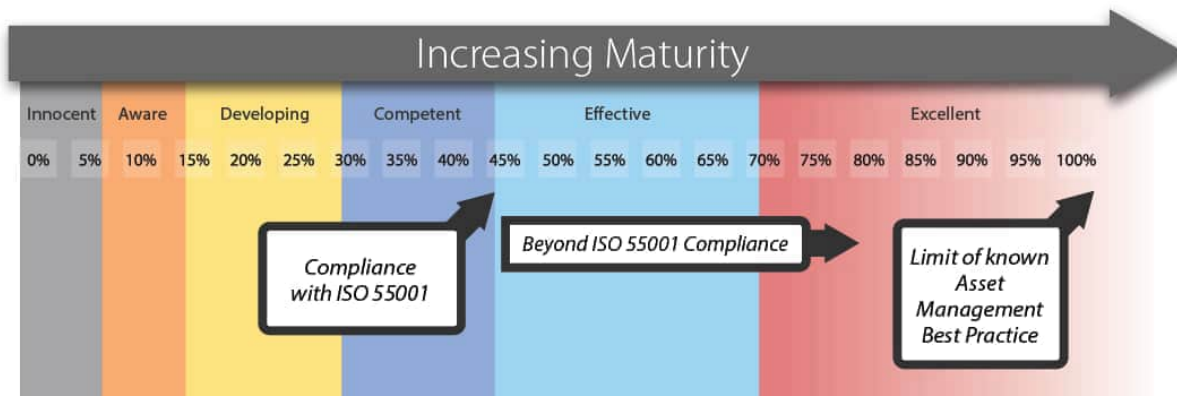 Increasing Maturity
Innocent Aware Developing Competent Effective Excellent
0% 5% 10% 15% 20% 25% 30% 35% 40% 45% 50% 55% 60% 65% 70% 75% 80% 85% 90% 95% 100%
Compliance
with ISO 55001
Beyond ISO 55001 Compliance
Limit of known
Asset
Management
Best Practice